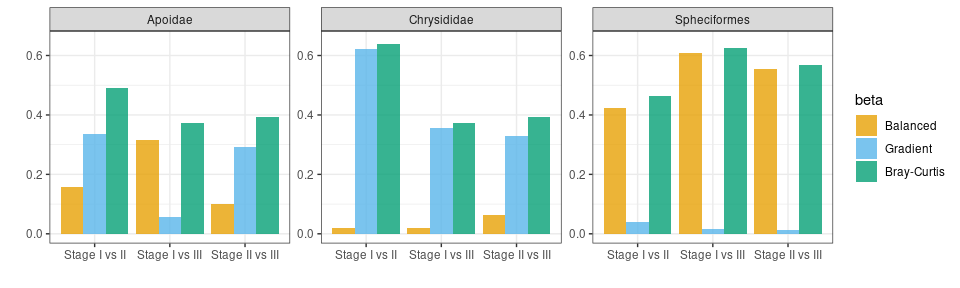 Apoidae
Chrysididae
Spheciformes
0.6
0.4
0.2
0.0
0.6
0.4
0.2
0.0
0.6
0.4
0.2
0.0
Stage I vs II
Stage I vs III
Stage II vs III
Stage I vs II
Stage I vs III
Stage II vs III
Stage I vs II
Stage I vs III
Stage II vs III
beta
Balanced
Gradient
Bray-Curtis